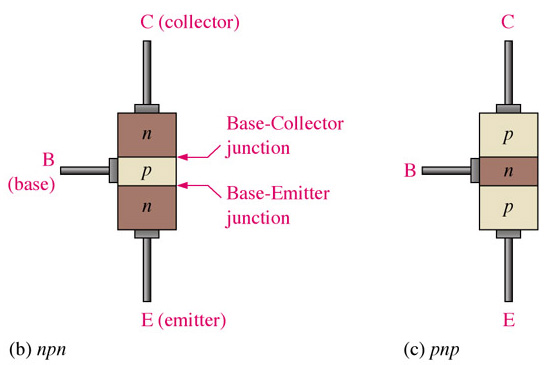 C (collector)
n
Base-Collector
junction
B
(base)
p
Base-Emitter
junction
n
E (emitter)
(b) npn
C
p
B
n
p
E
(c) pnp